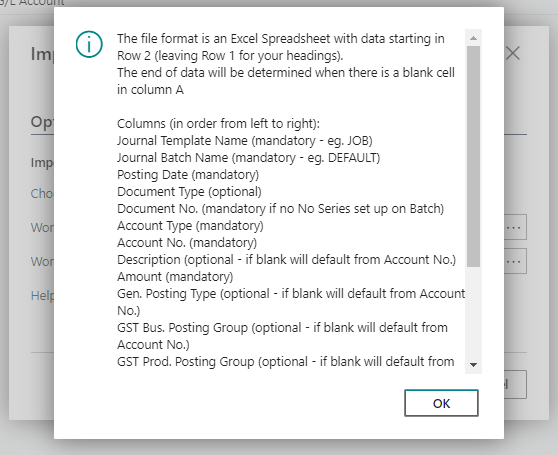 G/L Account
Im
The file format is an Excel Spreadsheet with data starting in
Row 2 (leaving Row 1 for your headings).
The end of data will be determined when there is a blank cell
in column A
Columns (in order from left to right):
Journal Template Name (mandatory - eg. JOB)
Journal Batch Name (mandatory - eg. DEFAULT)
Posting Date (mandatory)
Document Type (optional)
Document No. (mandatory if no No Series set up on Batch)
Account Type (mandatory)
Account No. (mandatory)
Description (optional - if blank will default from Account No.)
Amount (mandatory)
Gen. Posting Type (optional - if blank will default from Account
No.)
GST Bus. Posting Group (optional - if blank will default from
Account No.)
GST Prod. Posting Group (optional - if blank will default from
Opt
Impo
Cho
Wor
Wor
Help
OK
el